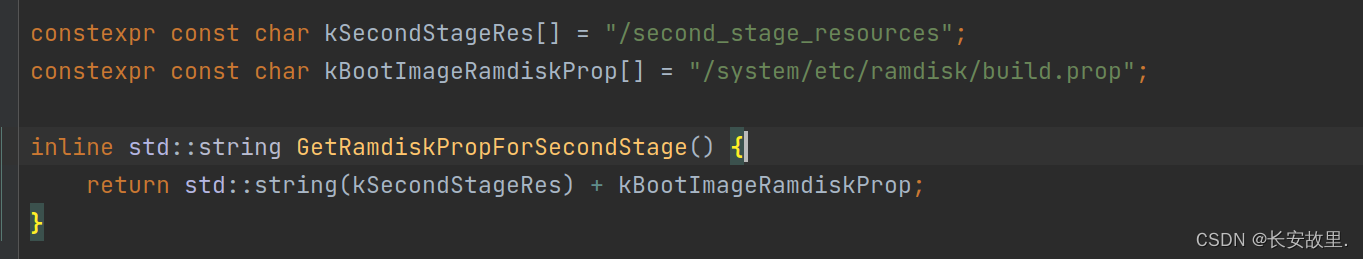 constexpr const char kSecondStageRes[] = "/second_stage_resources";
constexpr const char kBootImageRamdiskProp[] = "/system/etc/ramdisk/build.prop";
inline std::string GetRamdiskPropForSecondStage() {
return std::string(kSecondStageRes) + kBootImageRamdiskProp;
}
CSDN @长安故里.